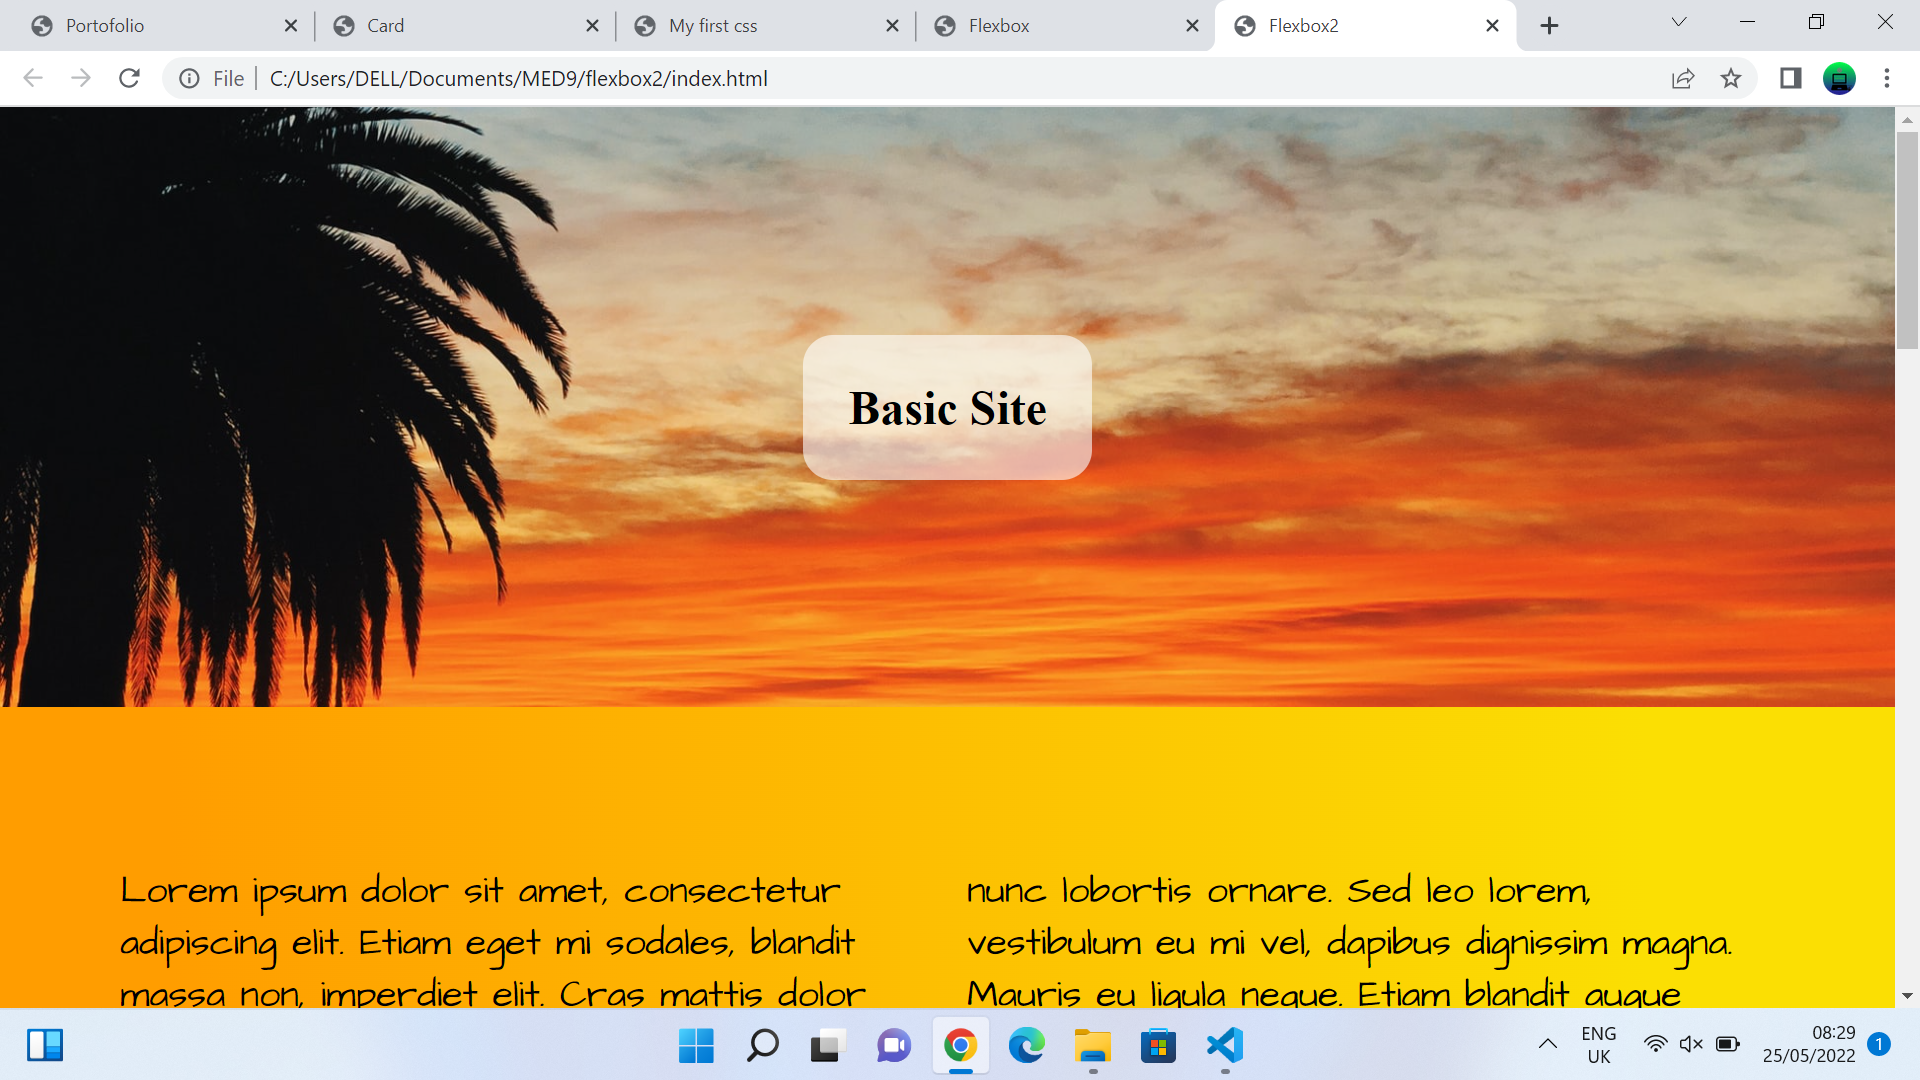 Portofolio
Card
My first css
Flexbox
Flexbox2
File
C:/Users/DELL/Documents/MED9/flexbox2/index.html
Basic Site
Lorem ipsum dolor sit amet, consectetur
adipiscing elit. Etiam eget mi sodales, blandit
massa non, imperdiet elit. Cras mattis dolor
nunc lobortis ornare. Sed leo lorem,
vestibulum eu mi vel, dapibus dignissim magna.
Mauris eu ligula neque. Etiam blandit augue
ENG
UK
08:29
25/05/2022
1